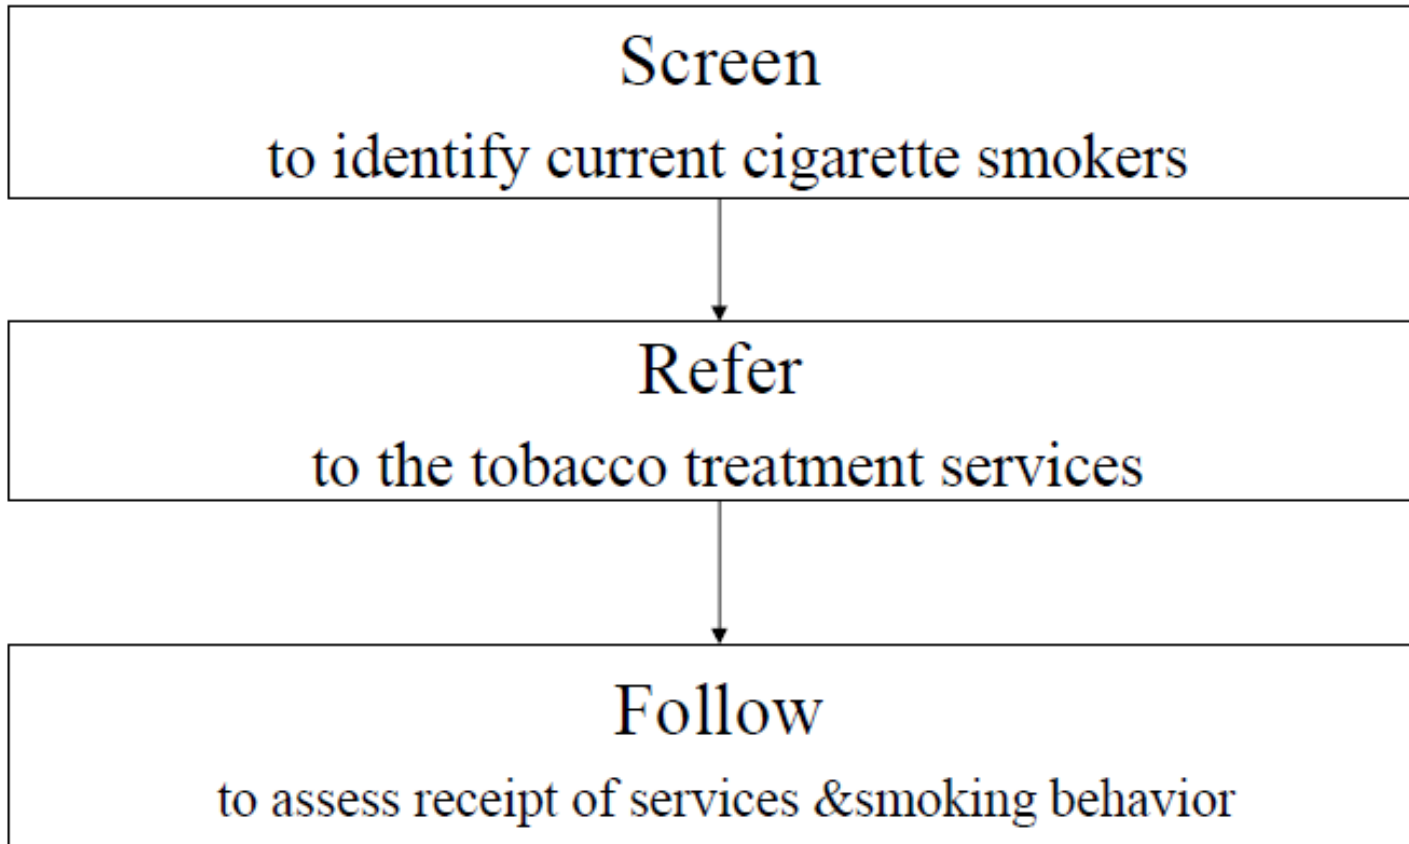 Screen
to identify current cigarette smokers
Refer
to the tobacco treatment services
Follow
to assess receipt of services &smoking behavior